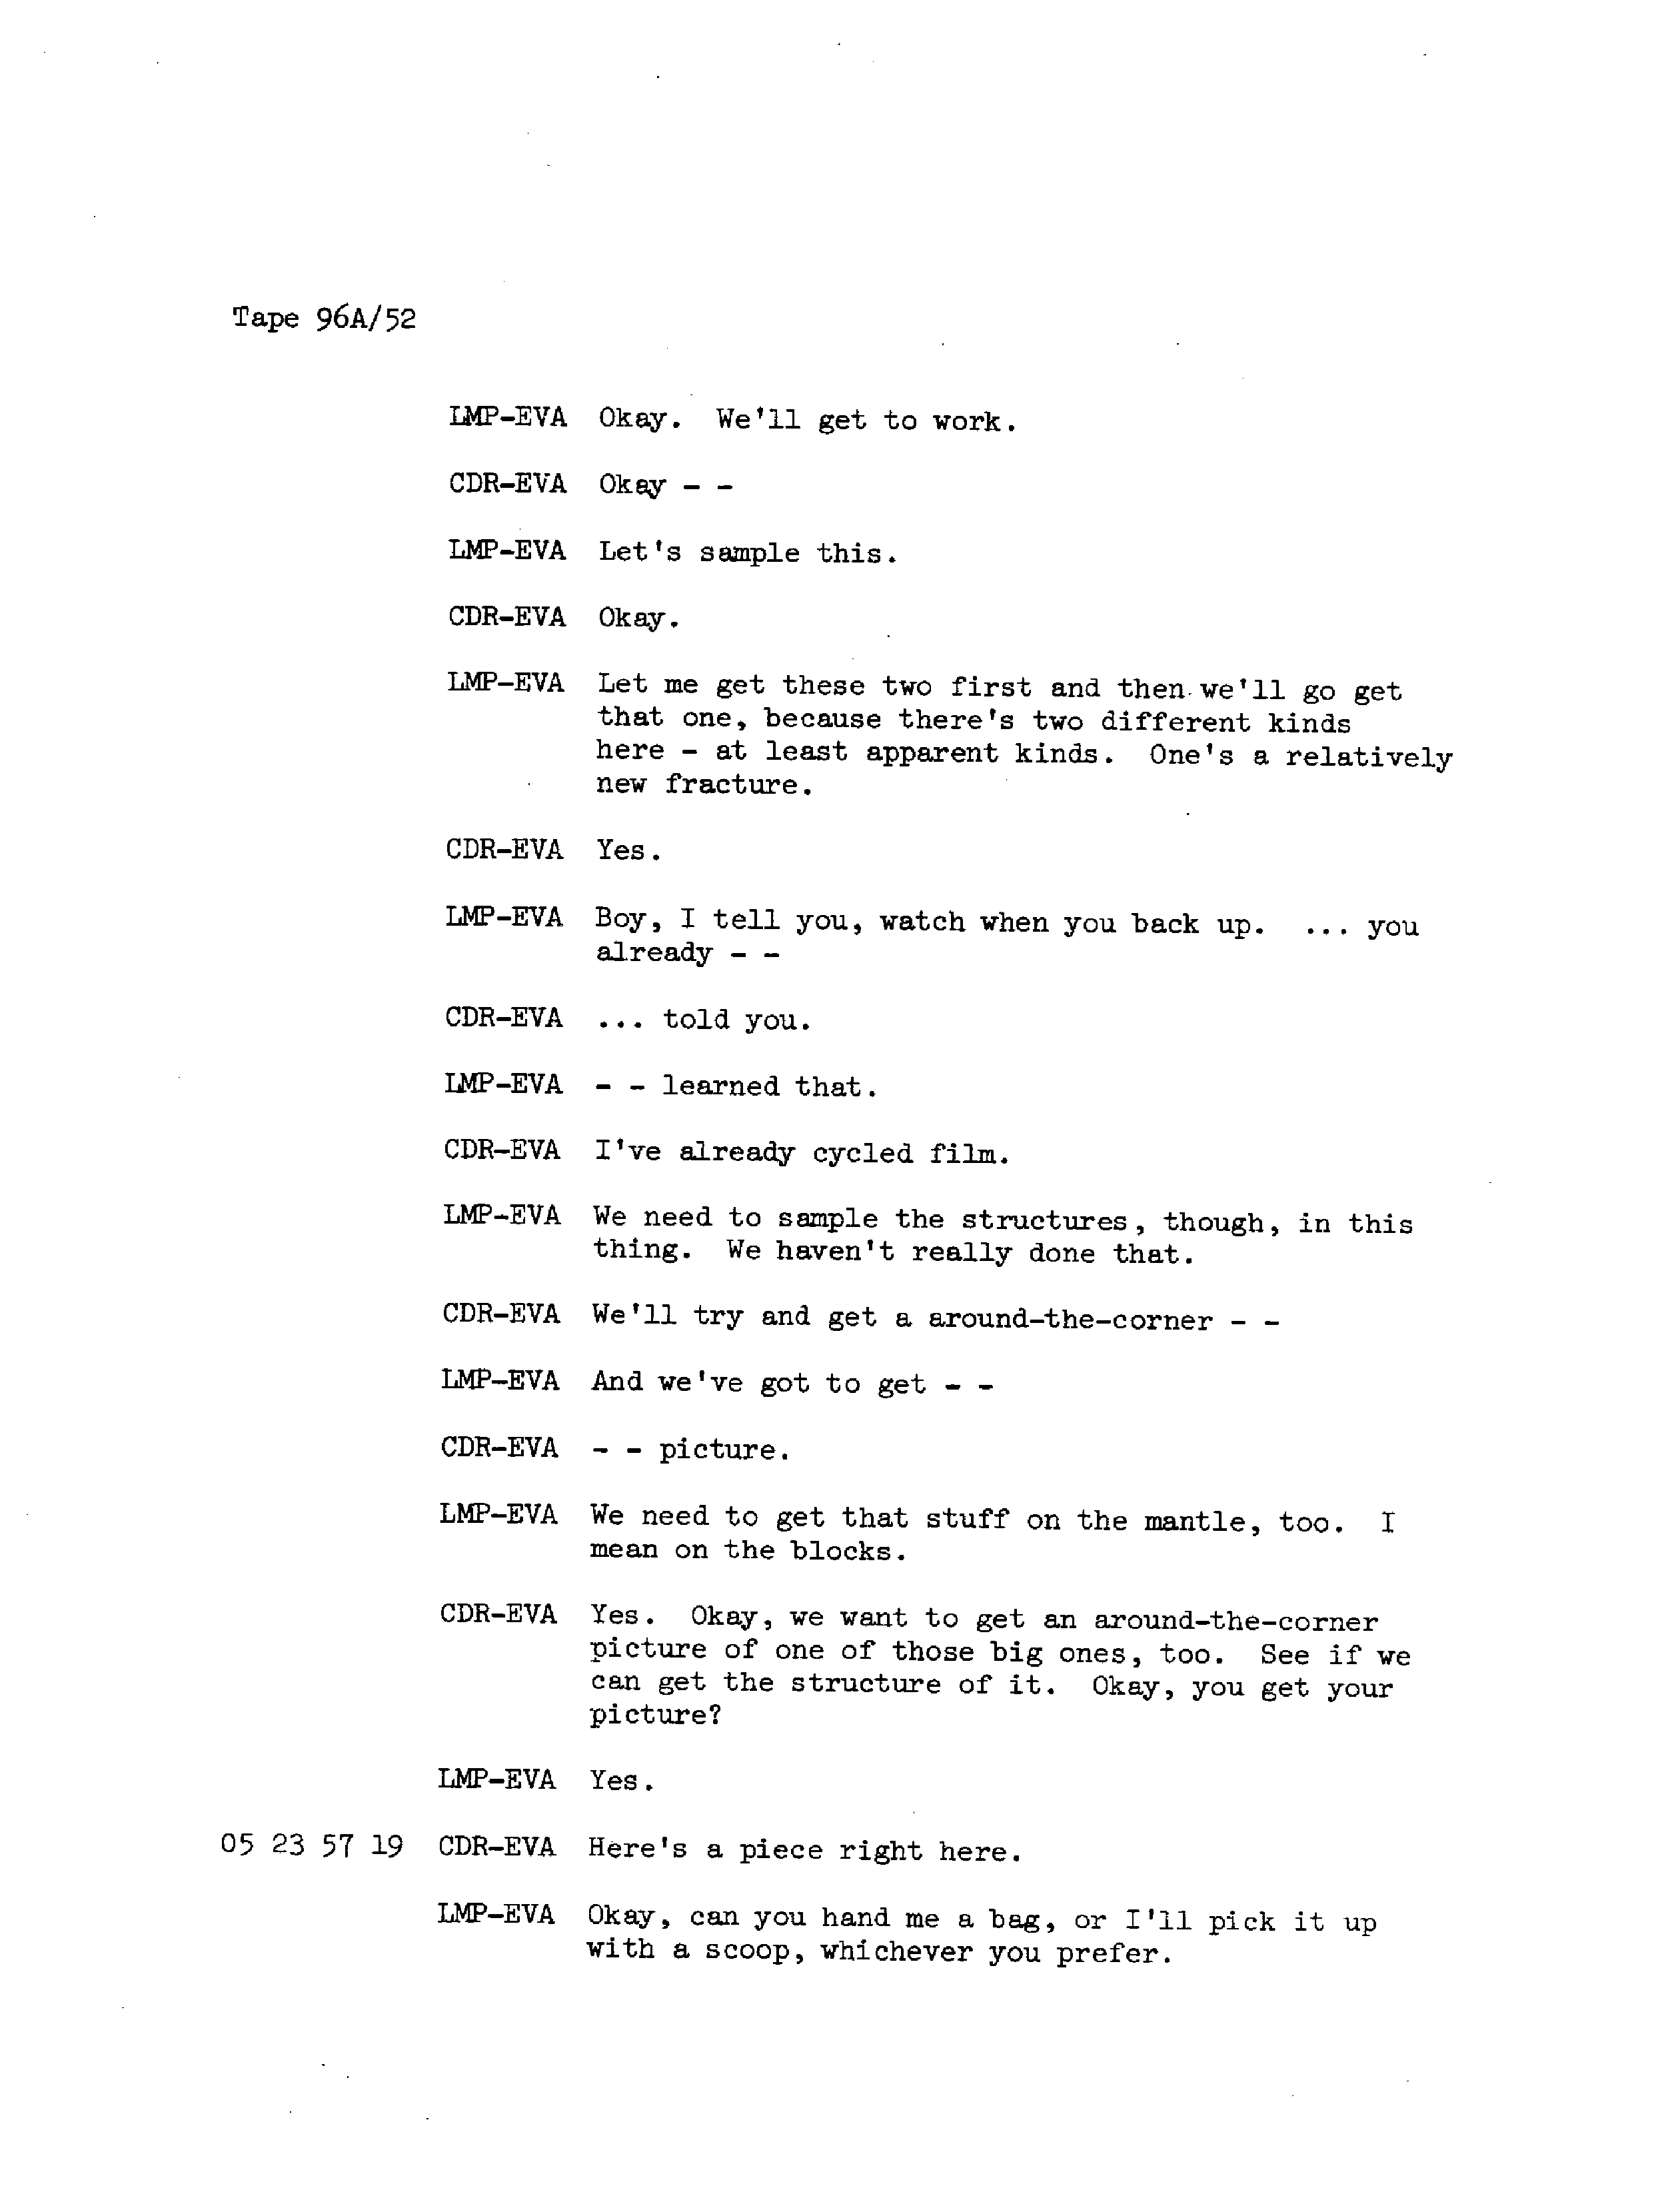 Tape 96A/52
LMP-EVA Okay. We'll get to work.
CDR-EVA Okay - -
LMP-EVA Let's sample this.
CDR-EVA Okay.
LMP-EVA Let me get these two first and then we'll go get
that one, because there's two different kinds
here - at least apparent kinds. One's a relatively
new fracture.
CDR-EVA Yes.
LMP-EVA Boy, I tell you, watch when you back up. ... you
already - -
CDR-EVA ... told you.
LMP-EVA - - learned that.
CDR-EVA I've already cycled film.
LMP-EVA We need to sample the structures, though, in this
thing. We haven't really done that.
CDR-EVA We'll try and get a around-the-corner - -
LMP-EVA And we've got to get - -
CDR-EVA - - picture.
LMP-EVA We need to get that stuff on the mantle, too. I
mean on the blocks.
CDR-EVA Yes. Okay, we want to get an around-the-corner
picture of one of those big ones, too. See if we
can get the structure of it. Okay, you get your
picture?
LMP-EVA Yes.
05 23 57 19 CDR-EVA Here's a piece right here.
LMP-EVA Okay, can you hand me a bag, or I'll pick it up
with a scoop, whichever you prefer.